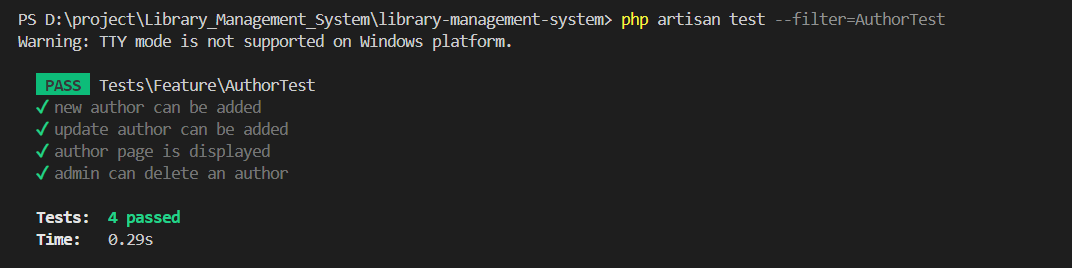 PS D:\project\Library_Management_System\library-management-system> php artisan test --filter=AuthorTest
Warning: TTY mode is not supported on Windows platform.
PASS Tests\Feature\AuthorTest
✓ new author can be added
✓ update author can be added
✓ author page is displayed
✓ admin can delete an author
Tests: 4 passed
Time: 0.29s